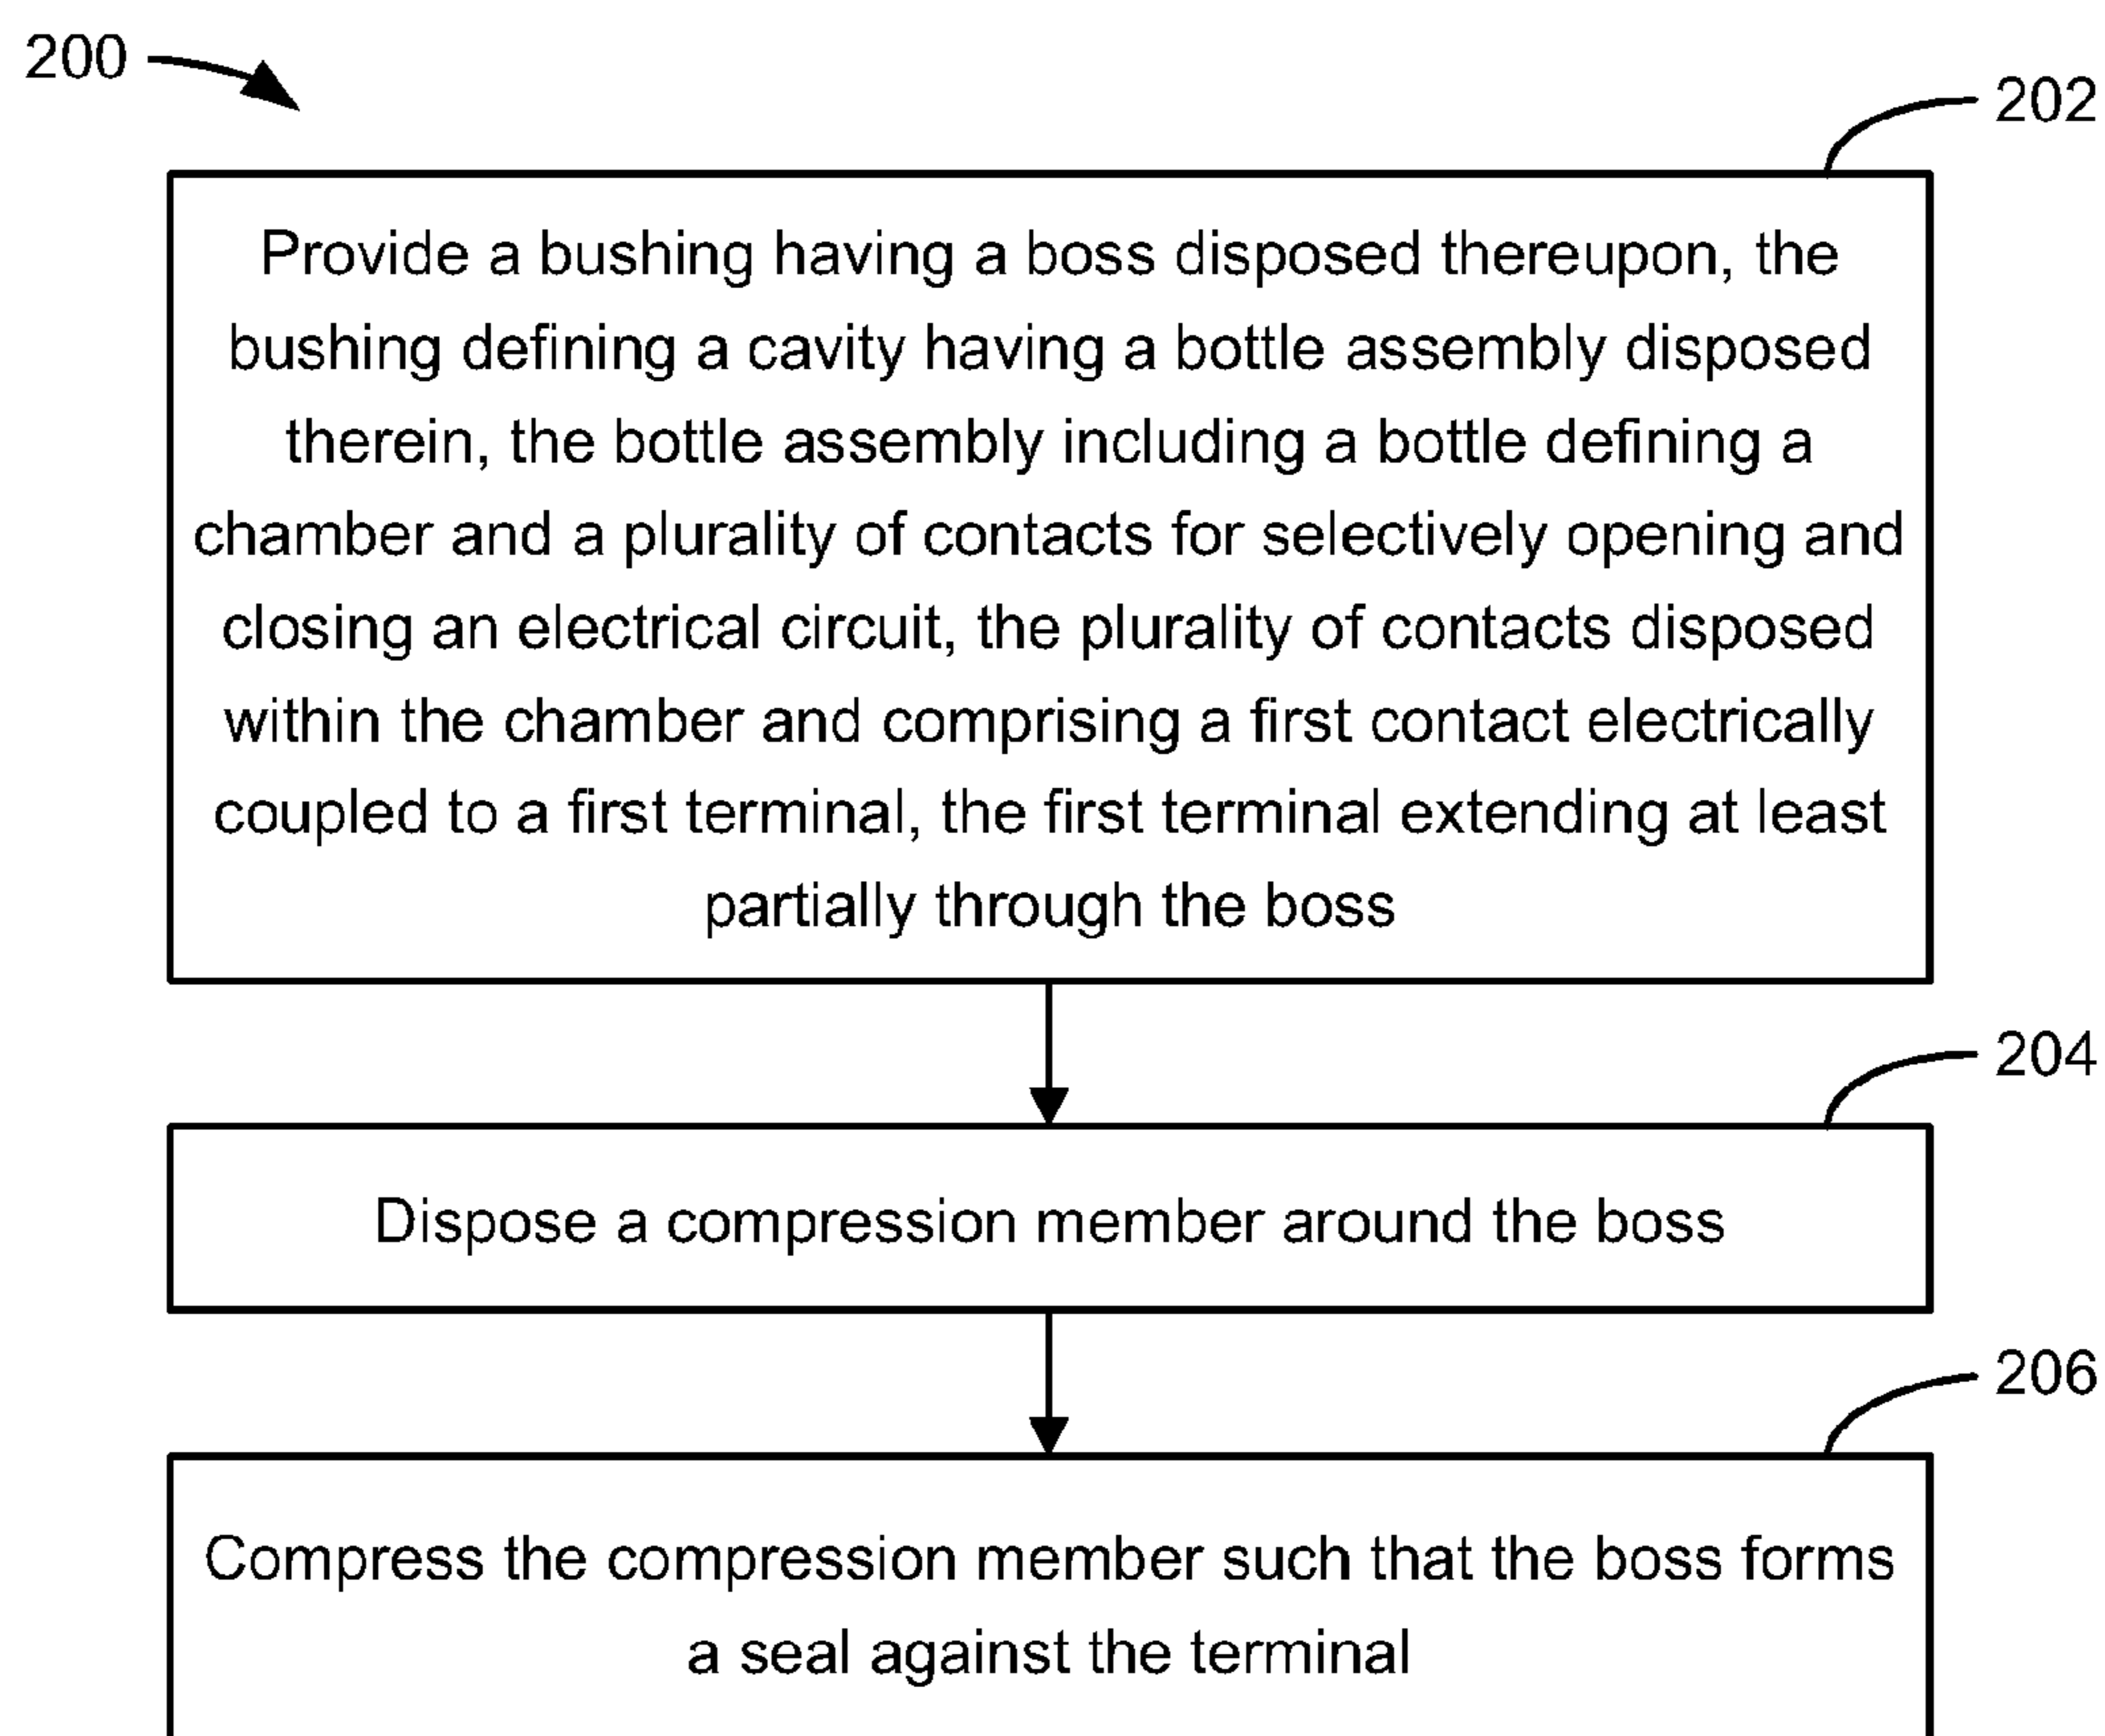 200
202
Provide a bushing having a boss disposed thereupon, the
bushing defining a cavity having a bottle assembly disposed
therein, the bottle assembly including a bottle defining a
chamber and a plurality of contacts for selectively opening and
closing an electrical circuit, the plurality of contacts disposed
within the chamber and comprising a first contact electrically
coupled to a first terminal, the first terminal extending at least
partially through the boss
204
Dispose a compression member around the boss
206
Compress the compression member such that the boss forms
a seal against the terminal